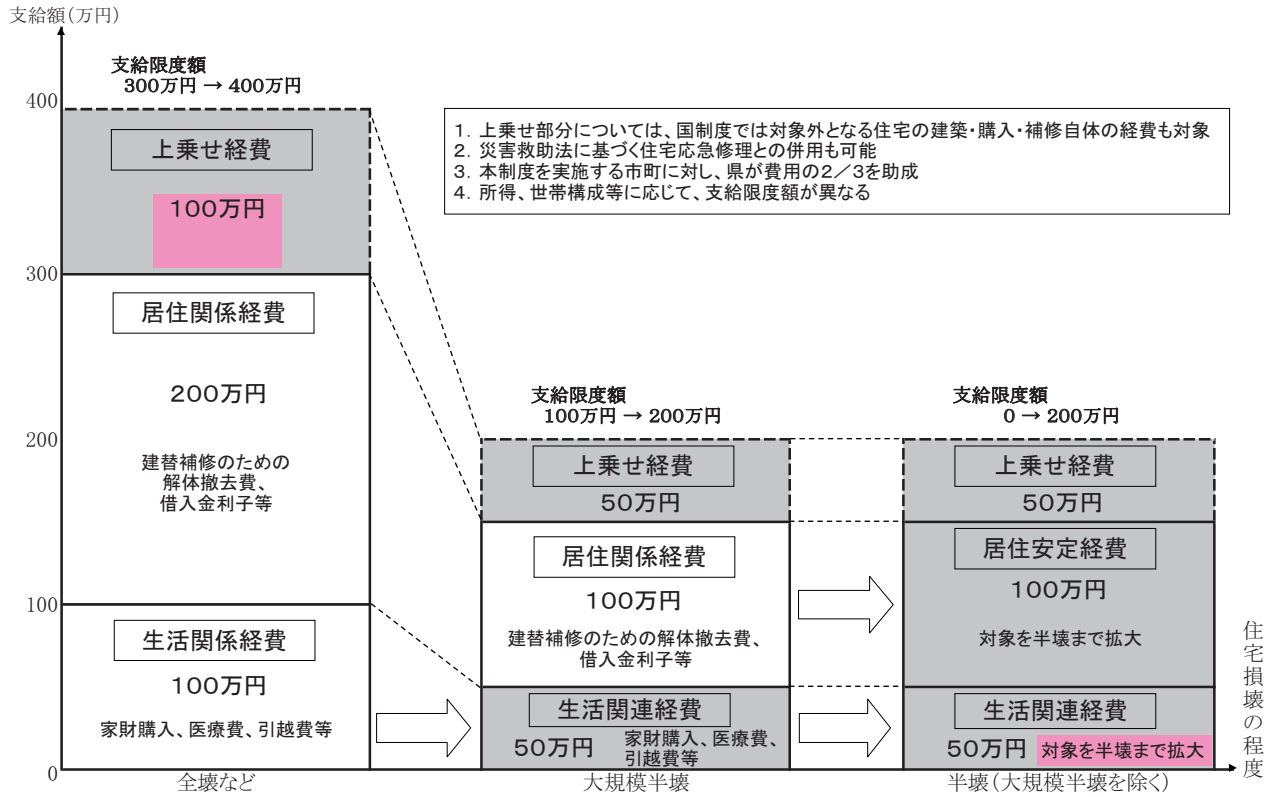 支給額(万円)
支給限度額
300万円 → 400万円
400
上乗せ経費
100万円
1. 上乗せ部分については、国制度では対象外となる住宅の建築・購入・補修自体の経費も対象
2. 災害救助法に基づく住宅応急修理との併用も可能
3. 本制度を実施する市町に対し、県が費用の2/3を助成
4. 所得、世帯構成等に応じて、支給限度額が異なる
300
居住関係経費
200万円
建替補修のための
解体撤去費、
借入金利子等
支給限度額
100万円 → 200万円
支給限度額
0 → 200万円
200
上乗せ経費
50万円
上乗せ経費
50万円
居住関係経費
100万円
建替補修のための解体撤去費、
借入金利子等
居住安定経費
100万円
対象を半壊まで拡大
100
生活関係経費
100万円
家財購入、医療費、引越費等
生活関連経費
50万円 家財購入、医療費、
引越費等
生活関連経費
50万円 対象を半壊まで拡大
住宅損壊の程度
0
全壊など
大規模半壊
半壊(大規模半壊を除く)